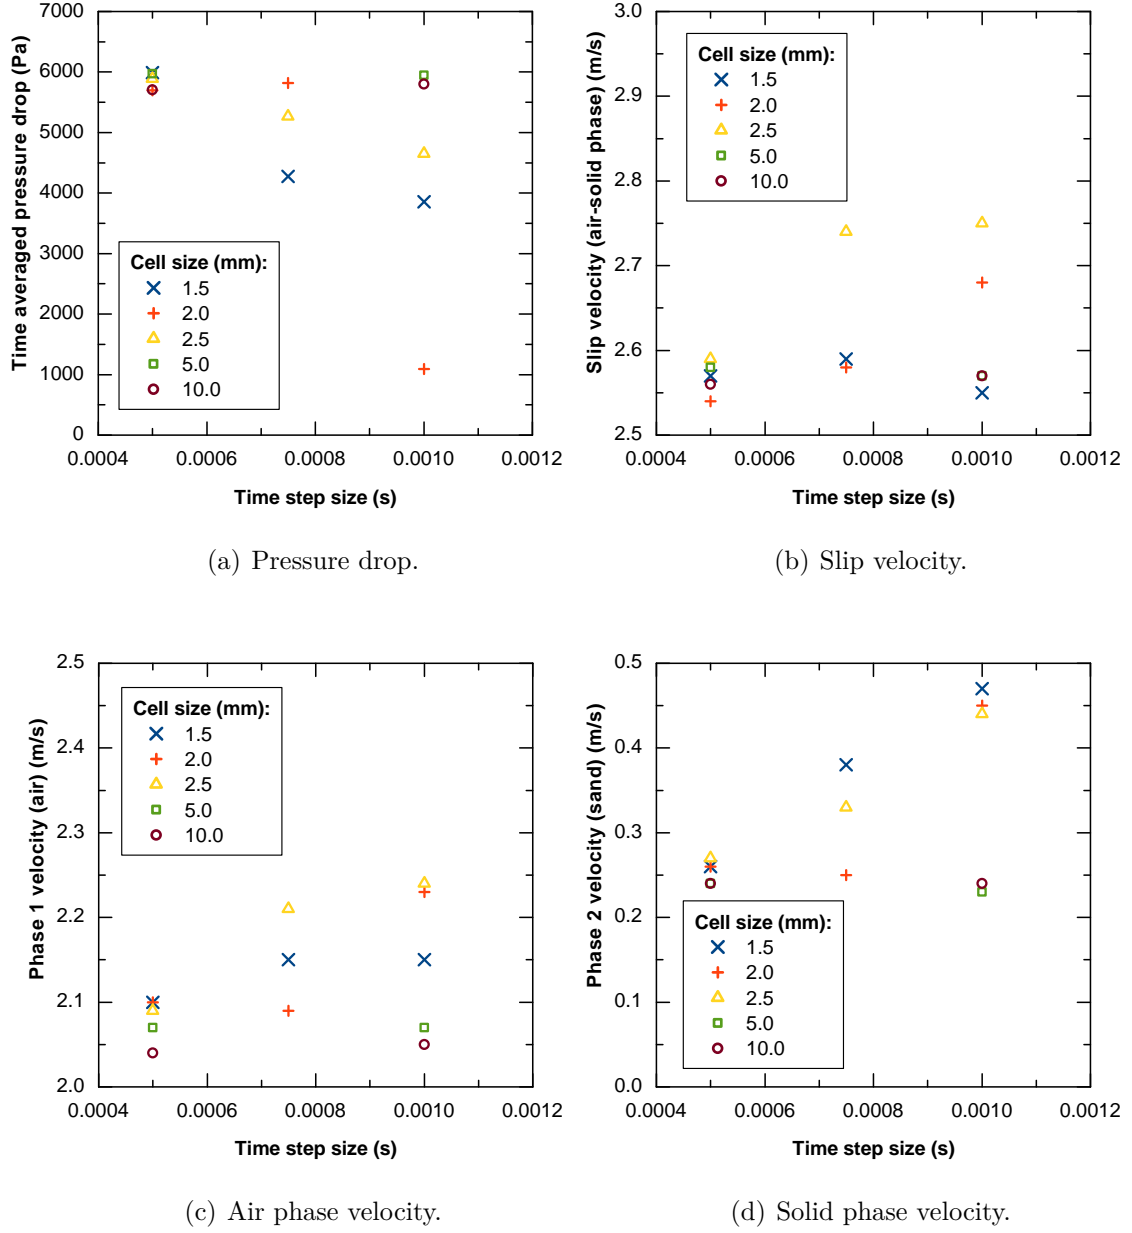 Time averaged pressure drop (Pa)
7000
6000
5000
4000
3000
2000
1000
0
Cell size (mm):
1.5
2.0
2.5
5.0
10.0
0.0004 0.0006 0.0008 0.0010 0.0012
Time step size (s)
(a) Pressure drop.
Slip velocity (air-solid phase) (m/s)
3.0
2.9
2.8
2.7
2.6
2.5
Cell size (mm):
1.5
2.0
2.5
5.0
10.0
0.0004 0.0006 0.0008 0.0010 0.0012
Time step size (s)
(b) Slip velocity.
Phase 1 velocity (air) (m/s)
2.5
2.4
2.3
2.2
2.1
2.0
Cell size (mm):
1.5
2.0
2.5
5.0
10.0
0.0004 0.0006 0.0008 0.0010 0.0012
Time step size (s)
(c) Air phase velocity.
Phase 2 velocity (sand) (m/s)
0.5
0.4
0.3
0.2
0.1
0.0
Cell size (mm):
1.5
2.0
2.5
5.0
10.0
0.0004 0.0006 0.0008 0.0010 0.0012
Time step size (s)
(d) Solid phase velocity.